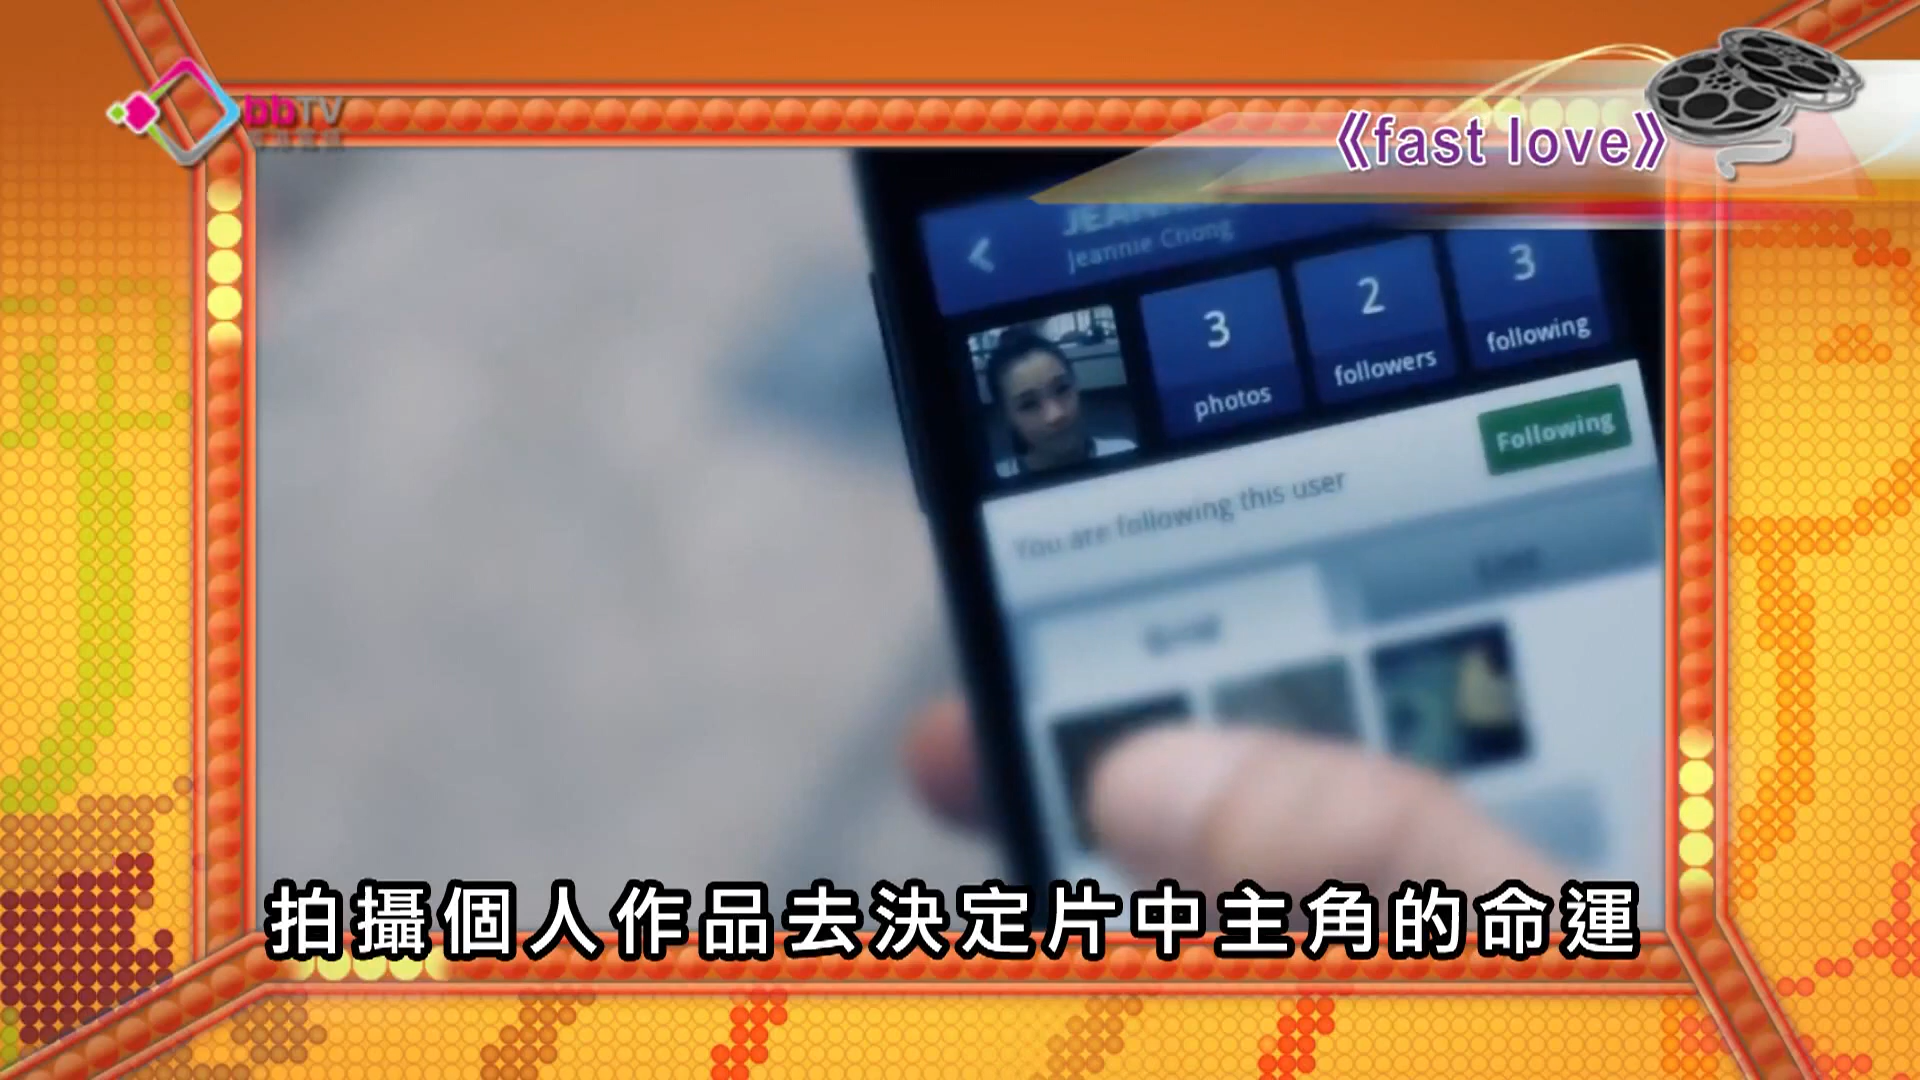 bbTV
《fast love》
Jeannie Chong
3
photos
2
followers
3
following
Following
You are following this user
拍攝個人作品去決定片中主角的命運